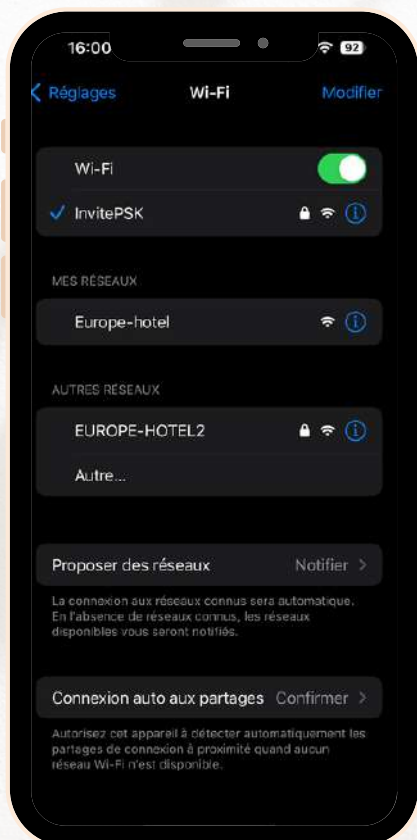 16:00
92
Réglages
Wi-Fi
Modifier
Wi-Fi
InvitePSK
MES RÉSEAUX
Europe-hotel
AUTRES RÉSEAUX
EUROPE-HOTEL2
Autre...
Proposer des réseaux
Notifier
La connexion aux réseaux connus sera automatique.
En l'absence de réseaux connus, les réseaux
disponibles vous seront notifiés.
Connexion auto aux partages
Confirmer
Autorisez cet appareil à détecter automatiquement les
partages de connexion à proximité quand aucun
réseau Wi-Fi n'est disponible.